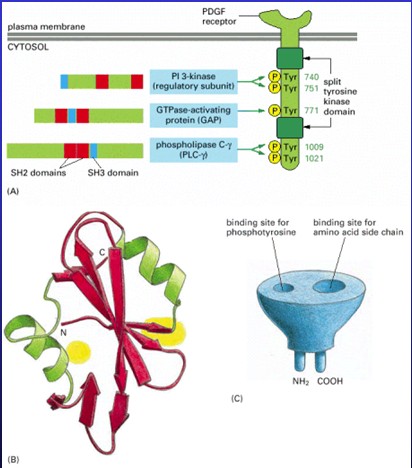 PDGF
receptor
plasma membrane
CYTOSOL
PI 3-kinase
(regulatory subunit)
P Tyr 740
P Tyr 751
split
tyrosine
kinase
domain
GTPase-activating
protein (GAP)
P Tyr 771
phospholipase C-γ
(PLC-γ)
P Tyr 1009
P Tyr 1021
SH2 domains
SH3 domain
(A)
C
N
(B)
binding site for
phosphotyrosine
binding site for
amino acid side chain
NH₂ COOH
(C)